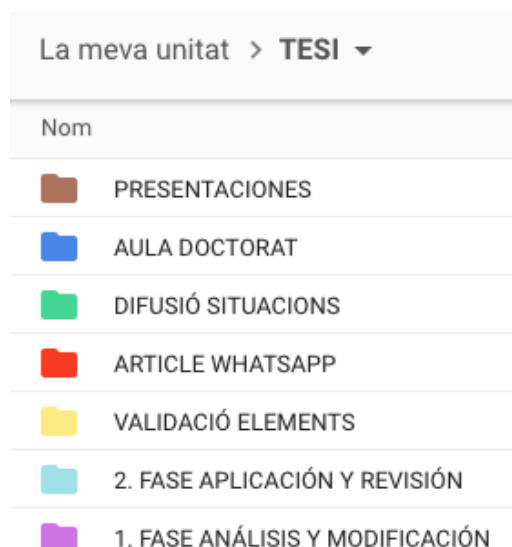 La meva unitat > TESI
Nom
PRESENTACIONES
AULA DOCTORAT
DIFUSIÓ SITUACIONS
ARTICLE WHATSAPP
VALIDACIÓ ELEMENTS
2. FASE APLICACIÓN Y REVISIÓN
1. FASE ANÁLISIS Y MODIFICACIÓN